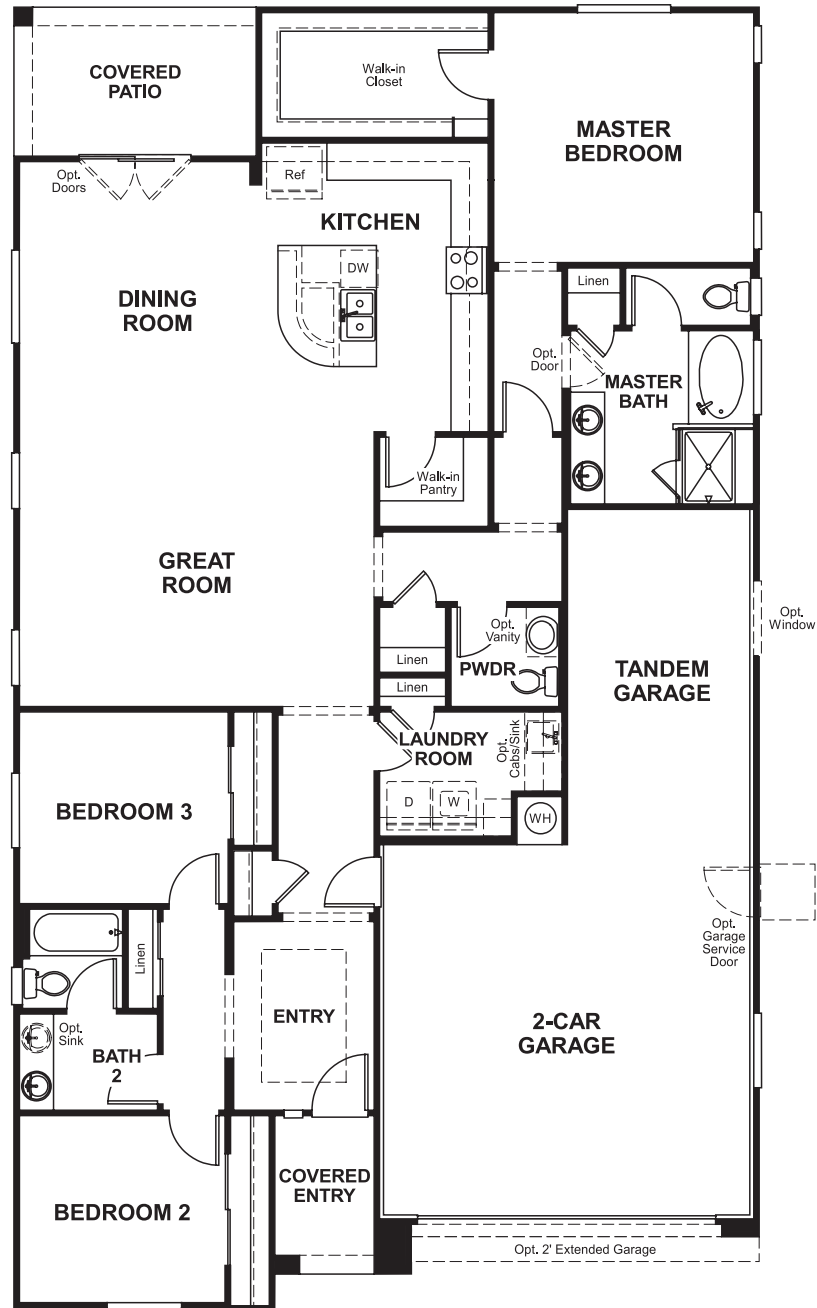 COVERED
PATIO
Walk-in
Closet
MASTER
BEDROOM
Opt.
Doors
Ref
KITCHEN
DW
DINING
ROOM
Linen
Opt.
Door
MASTER
BATH
Walk-in
Pantry
GREAT
ROOM
Opt.
Vanity
Opt.
Window
Linen
PWDR
TANDEM
GARAGE
Linen
LAUNDRY
ROOM
Opt.
Cabs/Sink
D
W
WH
BEDROOM 3
Opt.
Garage
Service
Door
Linen
ENTRY
2-CAR
GARAGE
Opt.
Sink
BATH
2
COVERED
ENTRY
BEDROOM 2
Opt. 2' Extended Garage